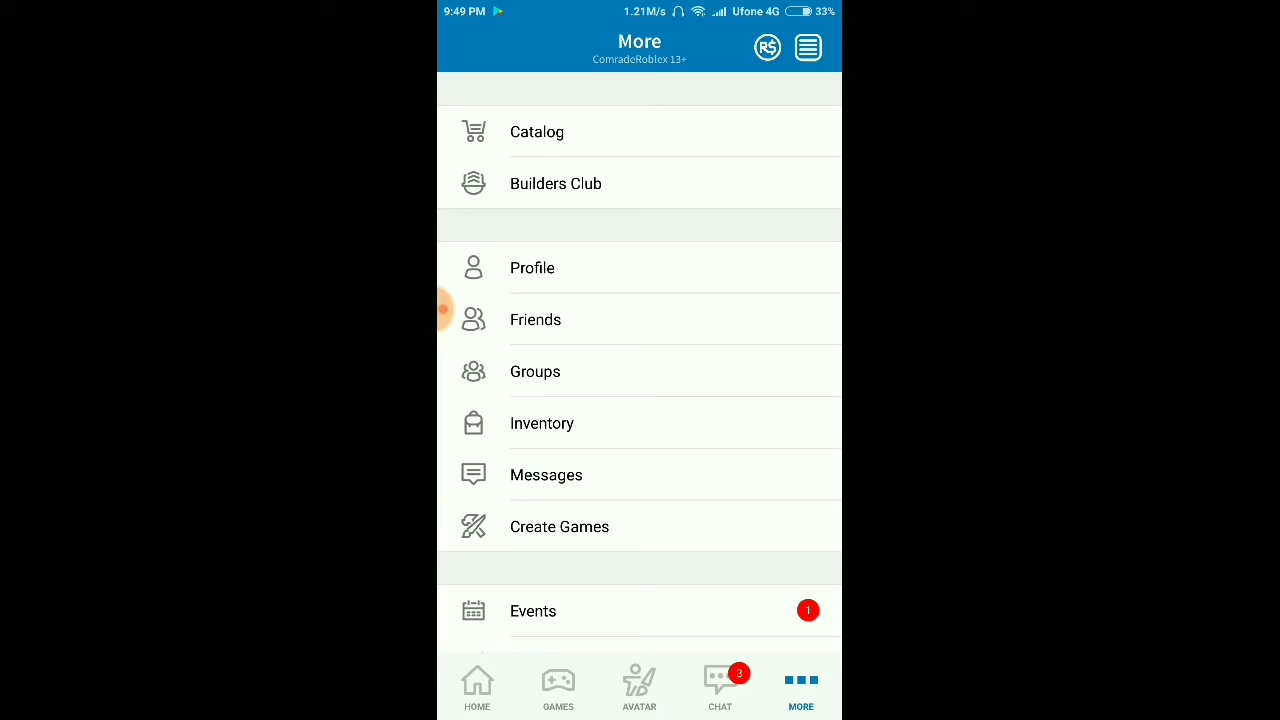 9:49 PM 1.21M/s Ufone 4G 33%
More R$
ComradeRoblex 13+
Catalog
Builders Club
Profile
Friends
Groups
Inventory
Messages
Create Games
Events 1
3
HOME GAMES AVATAR CHAT MORE